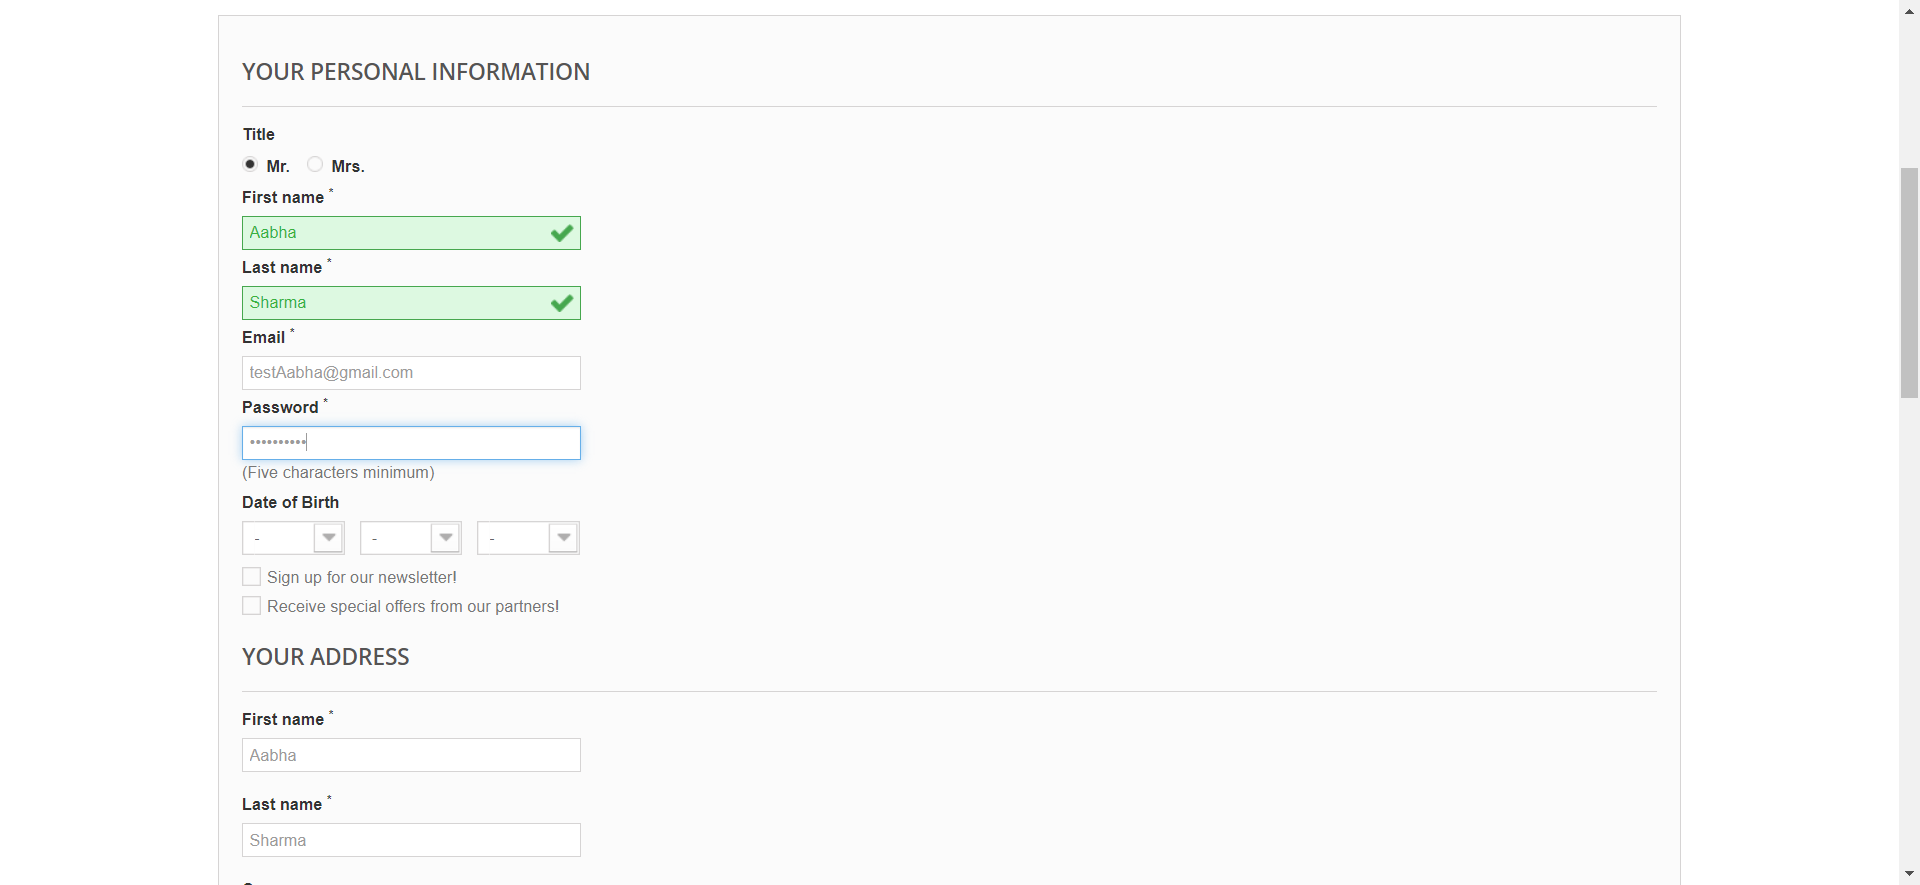 YOUR PERSONAL INFORMATION
Title
Mr. Mrs.
First name *
Aabha
Last name *
Sharma
Email *
testAabha@gmail.com
Password *
••••••••••
(Five characters minimum)
Date of Birth
- - -
Sign up for our newsletter!
Receive special offers from our partners!
YOUR ADDRESS
First name *
Aabha
Last name *
Sharma